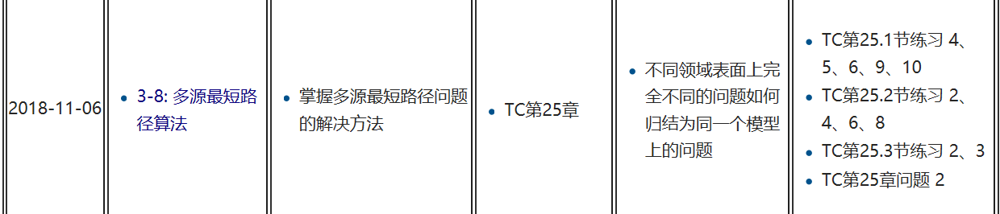 2018-11-06
3-8: 多源最短路
径算法
掌握多源最短路径问题
的解决方法
TC第25章
不同领域表面上完
全不同的问题如何
归结为同一个模型
上的问题
TC第25.1节练习 4、
5、6、9、10
TC第25.2节练习 2、
4、6、8
TC第25.3节练习 2、3
TC第25章问题 2